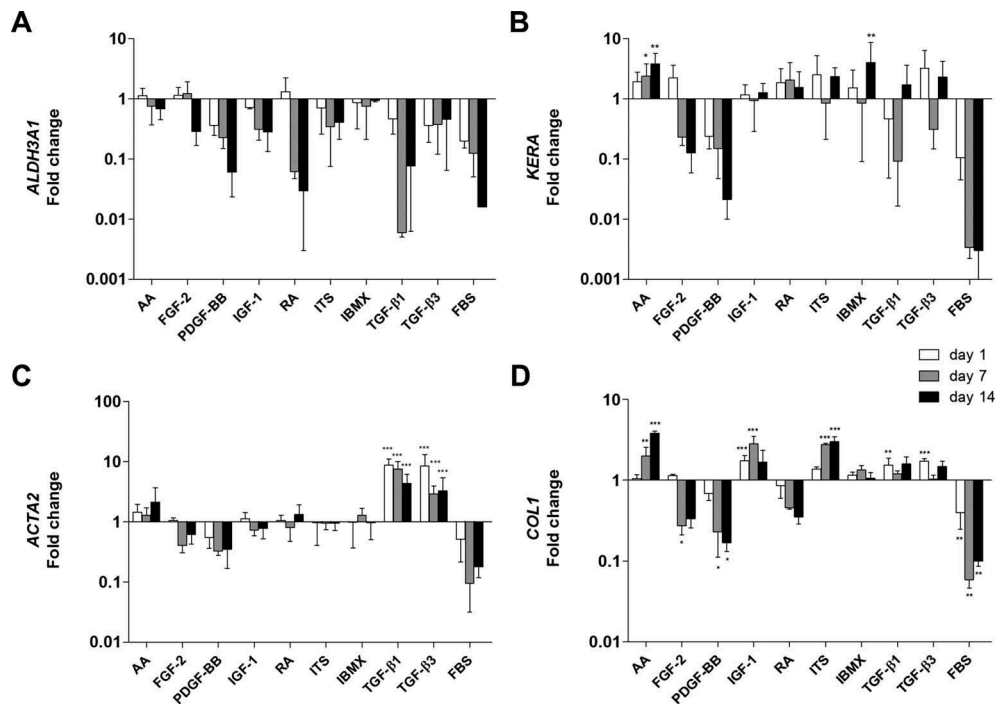 A
ALDH3A1
Fold change
10
1
0.1
0.01
0.001
AA
FGF-2
PDGF-BB
IGF-1
RA
ITS
IBMX
TGF-β1
TGF-β3
FBS
B
KERA
Fold change
10
1
0.1
0.01
0.001
* ** **
AA
FGF-2
PDGF-BB
IGF-1
RA
ITS
IBMX
TGF-β1
TGF-β3
FBS
day 1
day 7
day 14
C
ACTA2
Fold change
100
10
1
0.1
0.01
*** *** *** *** *** ***
AA
FGF-2
PDGF-BB
IGF-1
RA
ITS
IBMX
TGF-β1
TGF-β3
FBS
D
COL1
Fold change
10
1
0.1
0.01
** *** * * * *** *** *** *** ** *** ** ** **
AA
FGF-2
PDGF-BB
IGF-1
RA
ITS
IBMX
TGF-β1
TGF-β3
FBS